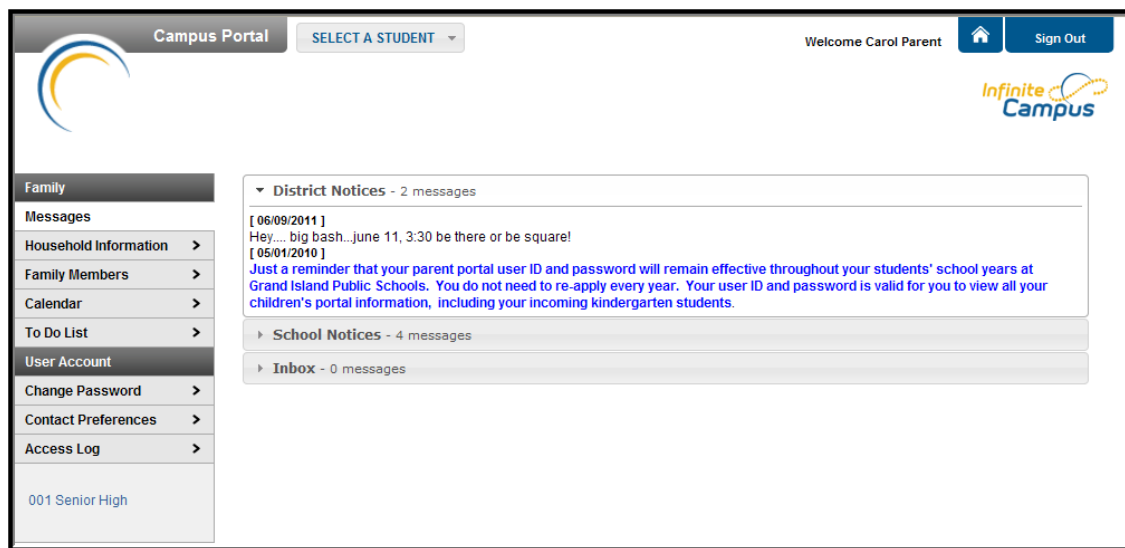 Campus Portal
SELECT A STUDENT
Welcome Carol Parent
Sign Out
Infinite
Campus
Family
Messages
Household Information
Family Members
Calendar
To Do List
User Account
Change Password
Contact Preferences
Access Log
001 Senior High
District Notices - 2 messages
[ 06/09/2011 ]
Hey.... big bash...june 11, 3:30 be there or be square!
[ 05/01/2010 ]
Just a reminder that your parent portal user ID and password will remain effective throughout your students' school years at
Grand Island Public Schools. You do not need to re-apply every year. Your user ID and password is valid for you to view all your
children's portal information, including your incoming kindergarten students.
School Notices - 4 messages
Inbox - 0 messages